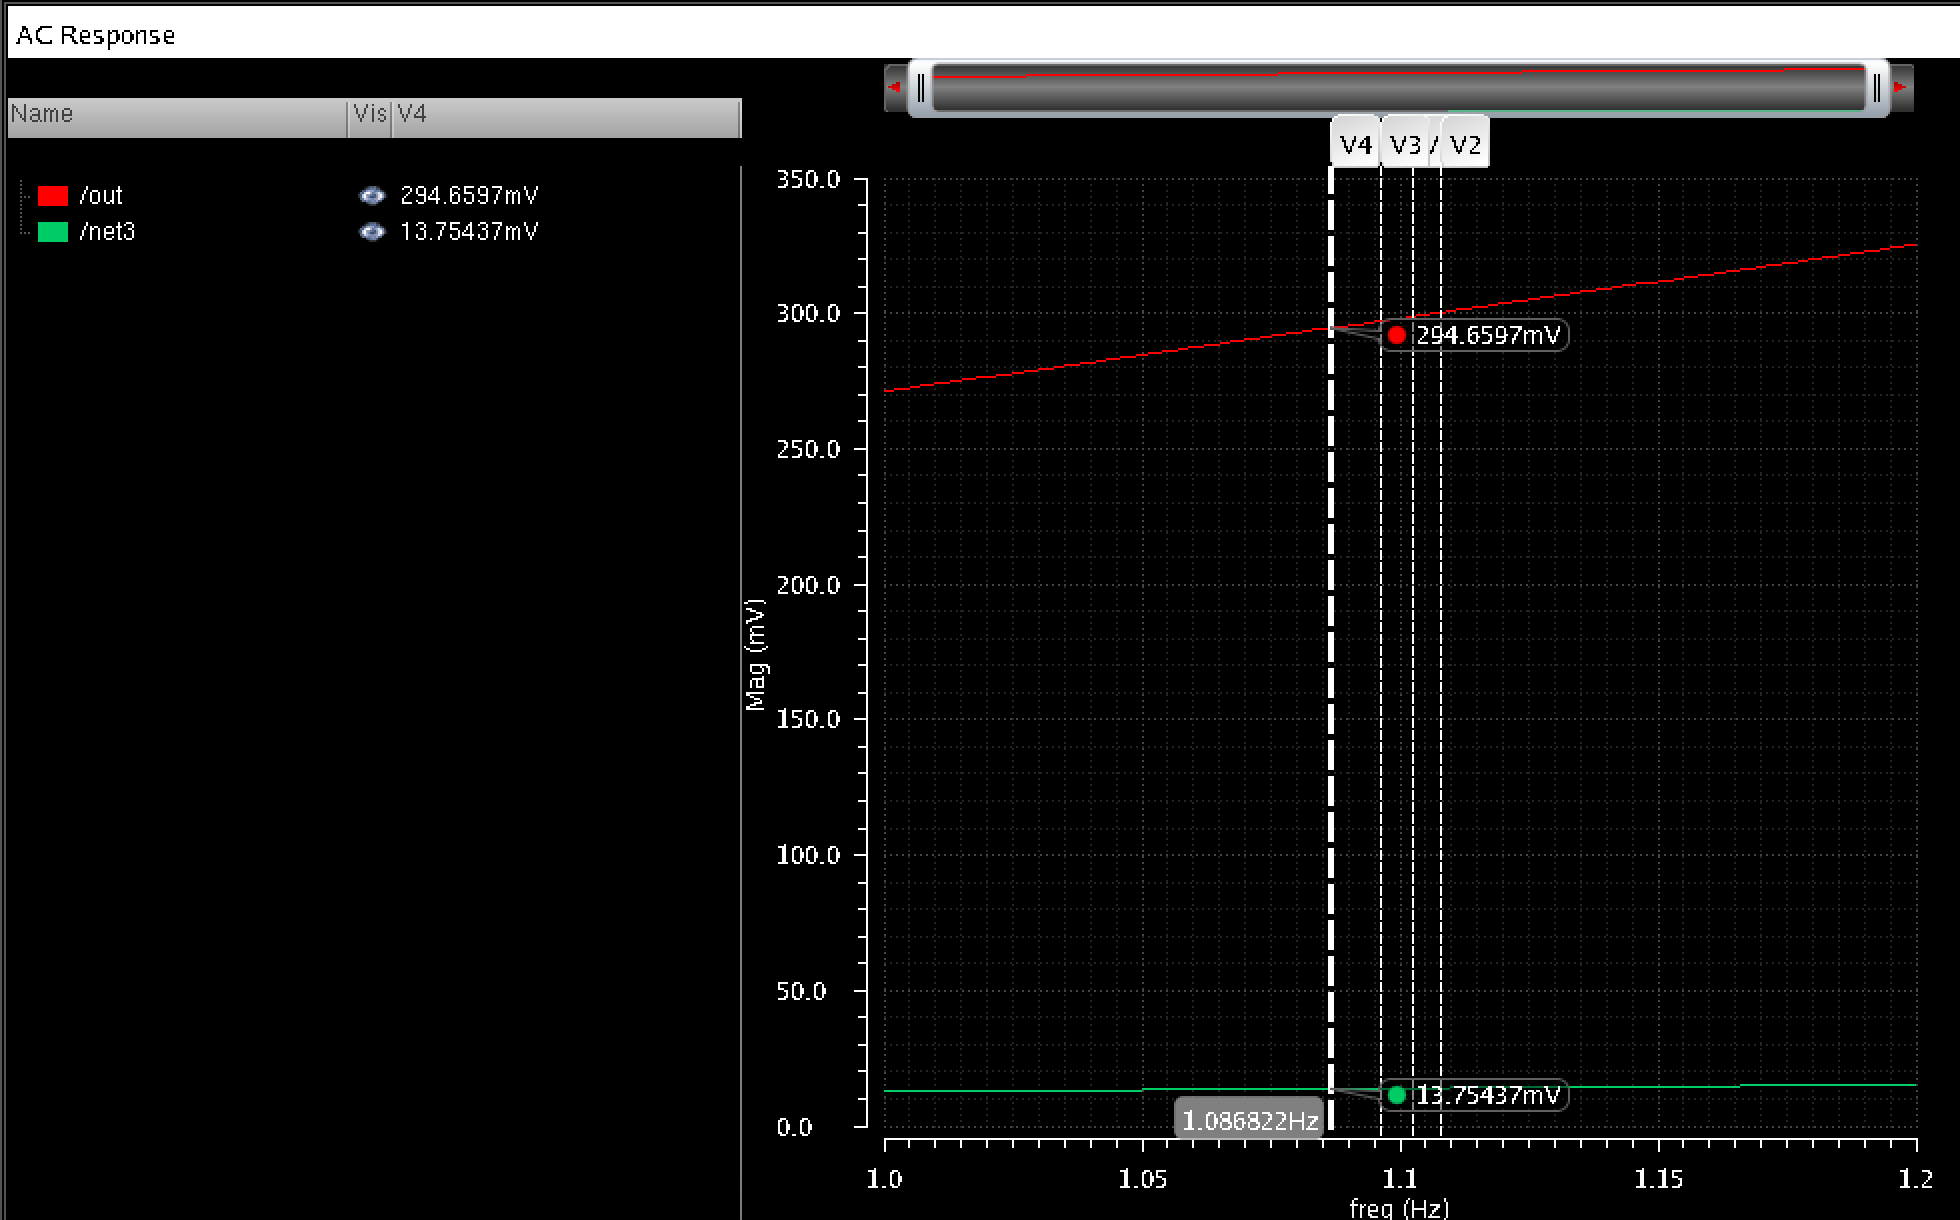 AC Response
Name Vis V4
/out 294.6597mV
/net3 13.75437mV
V4 V3 / V2
350.0
300.0
294.6597mV
250.0
200.0
Mag (mV)
150.0
100.0
50.0
13.75437mV
1.086822Hz
0.0
1.0 1.05 1.1 1.15 1.2
freq (Hz)